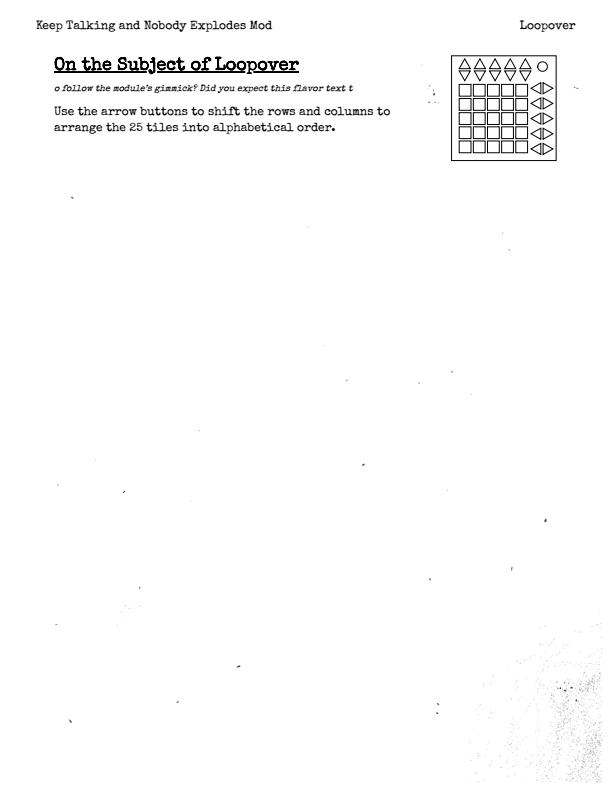 Keep Talking and Nobody Explodes Mod
Loopover
On the Subject of Loopover
o follow the module's gimmick? Did you expect this flavor text t
Use the arrow buttons to shift the rows and columns to
arrange the 25 tiles into alphabetical order.